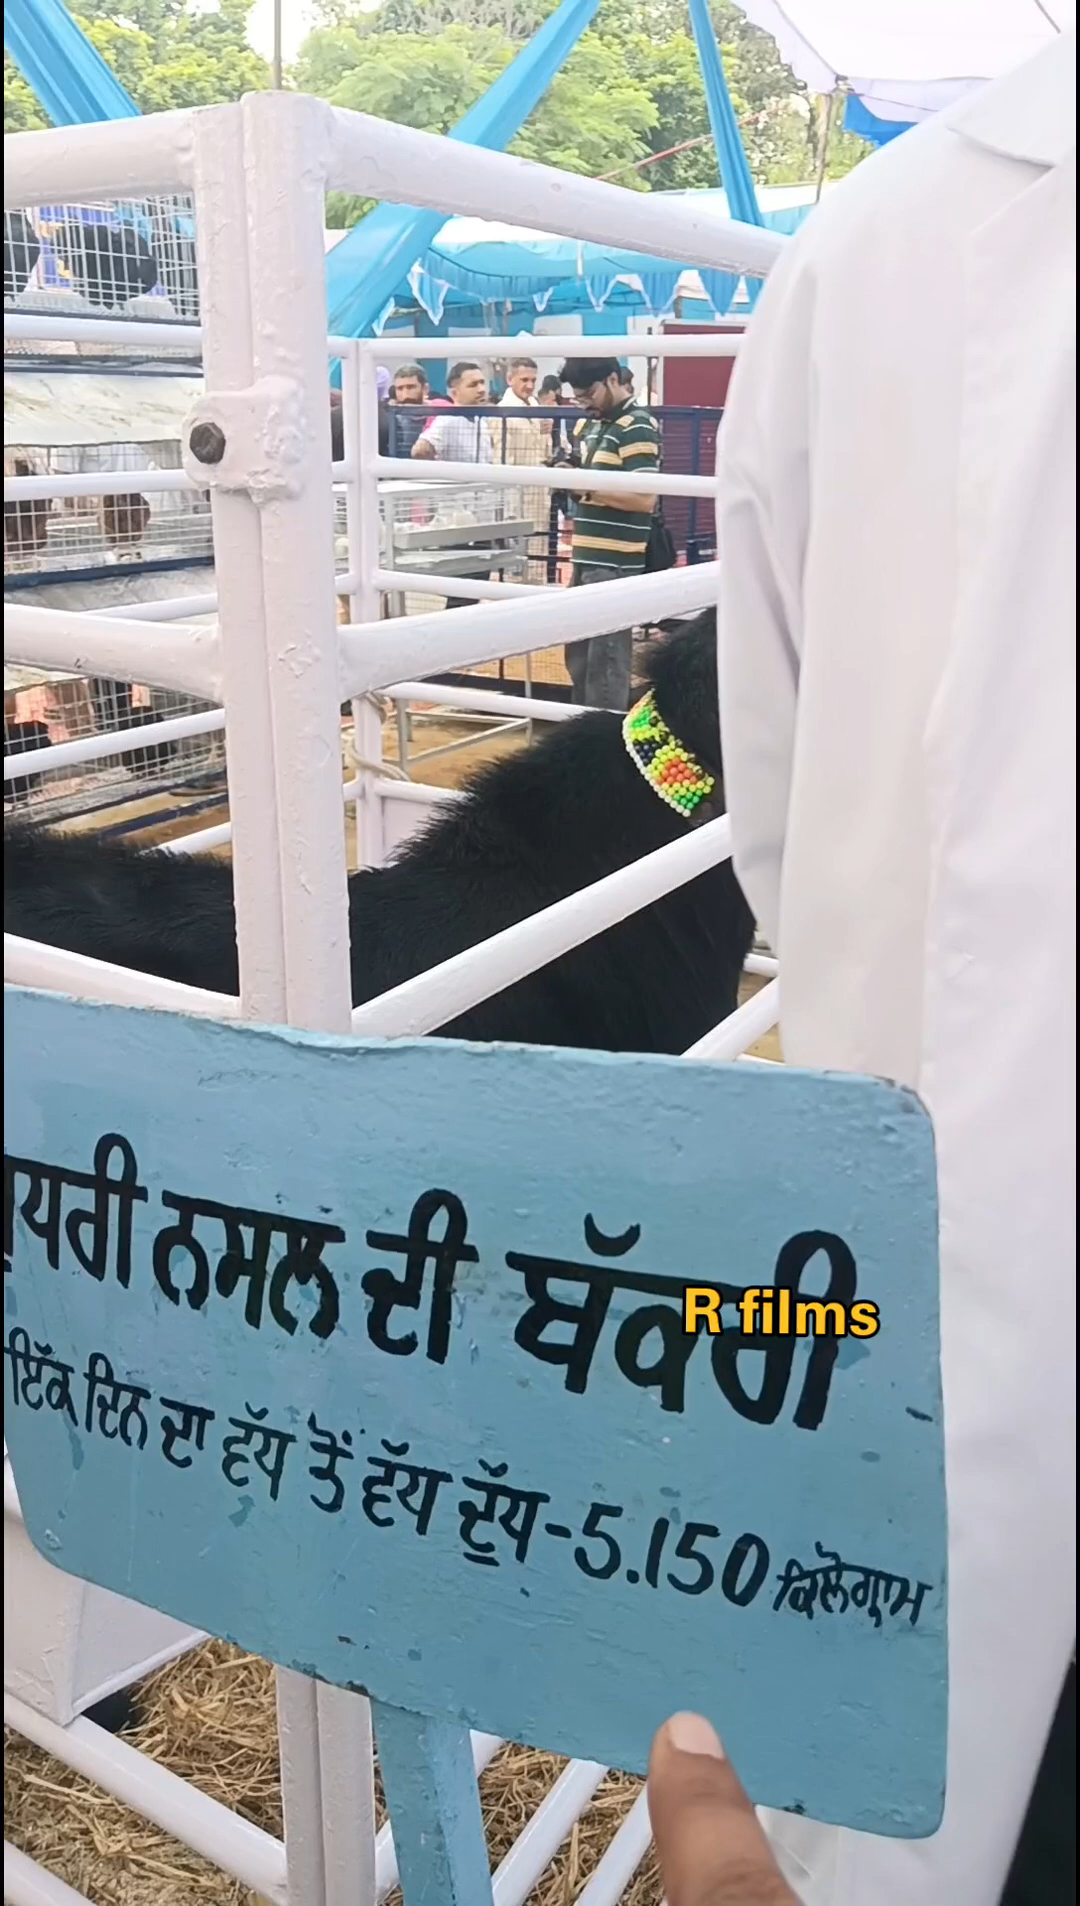 ਨਸਲ ਦੀ ਬੱਕਰੀ
R films
ਇੱਕ ਦਿਨ ਦਾ ਵੱਧ ਤੋਂ ਵੱਧ ਦੁੱਧ-5.150 ਕਿਲੋਗ੍ਰਾਮ